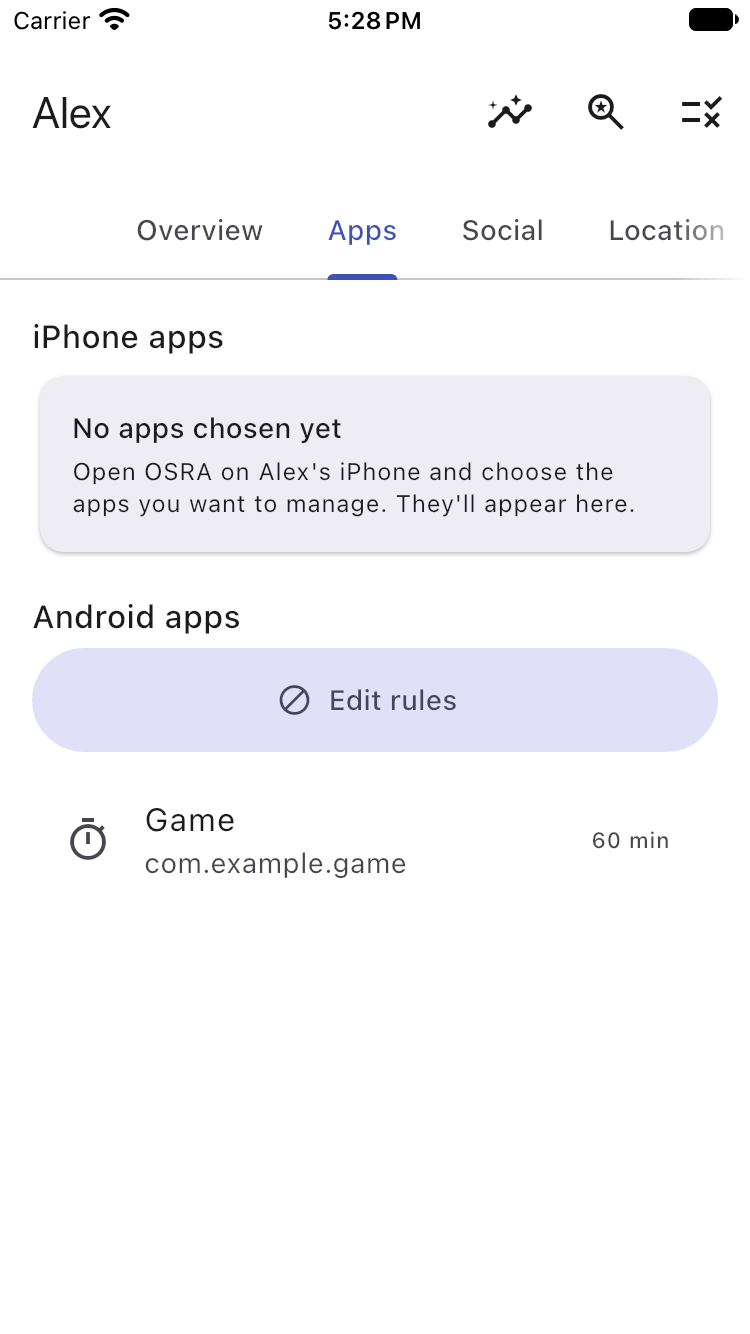 Carrier 5:28 PM
Alex
Overview Apps Social Location
iPhone apps
No apps chosen yet
Open OSRA on Alex's iPhone and choose the
apps you want to manage. They'll appear here.
Android apps
Edit rules
Game
com.example.game
60 min